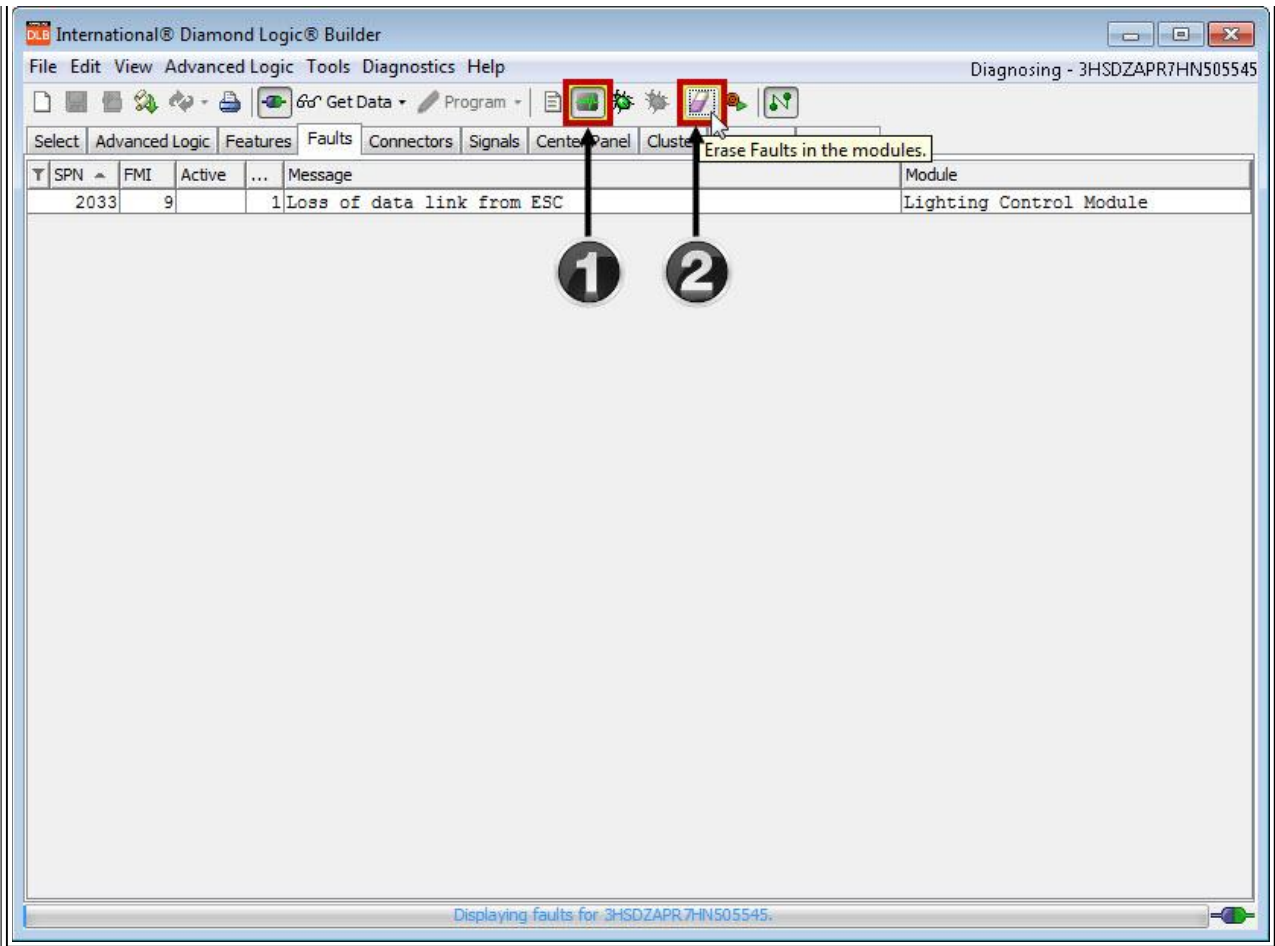 DLB International® Diamond Logic® Builder
File Edit View Advanced Logic Tools Diagnostics Help Diagnosing - 3HSDZAPR7HN505545
Get Data Program
Select Advanced Logic Features Faults Connectors Signals Center Panel Cluster
Erase Faults in the modules.
T SPN FMI Active ... Message Module
2033 9 1 Loss of data link from ESC Lighting Control Module
1 2
Displaying faults for 3HSDZAPR7HN505545.